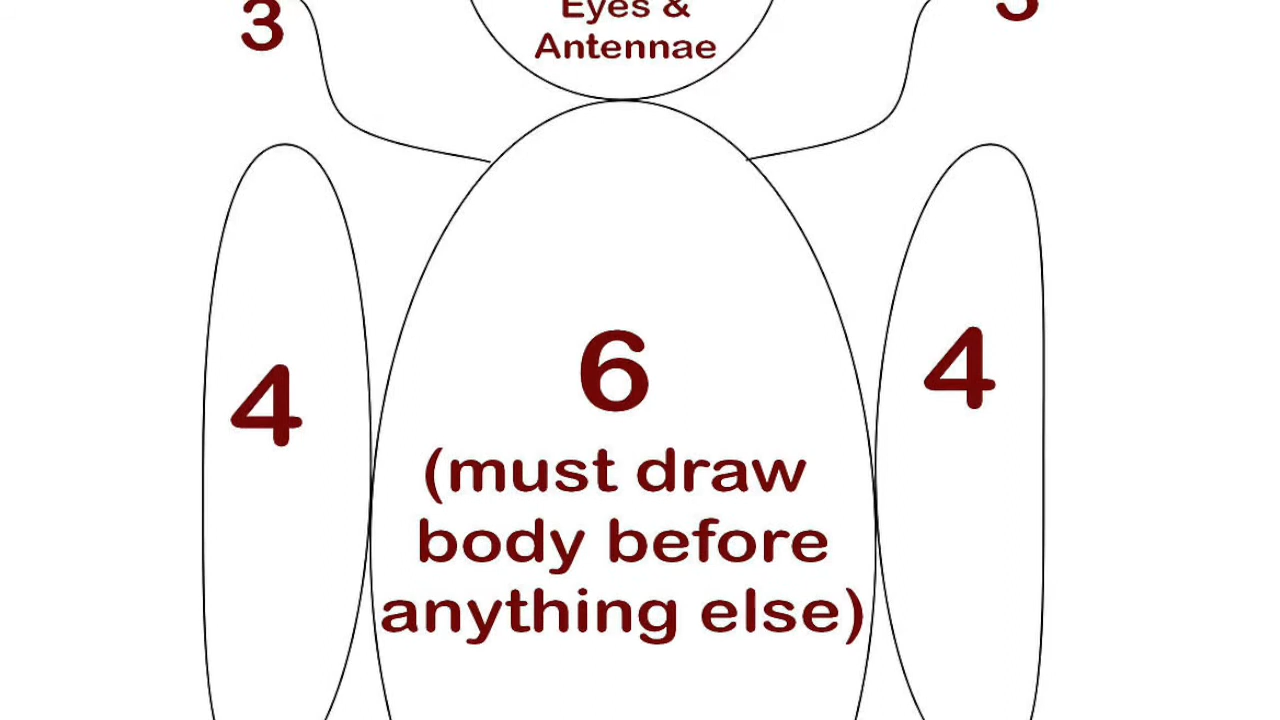 Eyes &
Antennae
3
3
4
4
6
(must draw
body before
anything else)